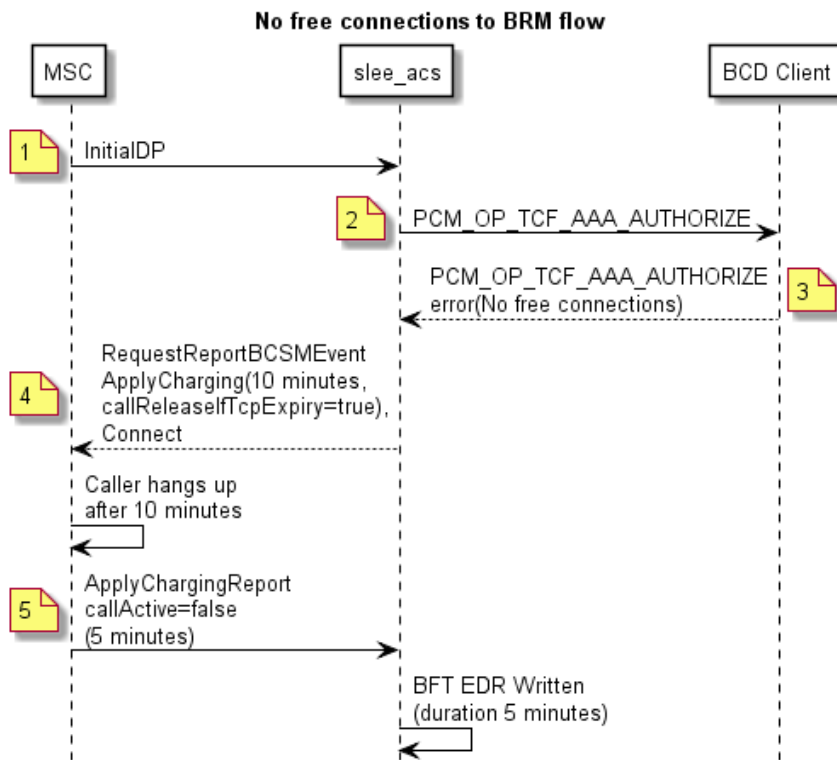 No free connections to BRM flow
MSC
slee_acs
BCD Client
1
InitialDP
2
PCM_OP_TCF_AAA_AUTHORIZE
PCM_OP_TCF_AAA_AUTHORIZE
error(No free connections)
3
4
RequestReportBCSMEvent
ApplyCharging(10 minutes,
callReleaseIfTcpExpiry=true),
Connect
Caller hangs up
after 10 minutes
5
ApplyChargingReport
callActive=false
(5 minutes)
BFT EDR Written
(duration 5 minutes)